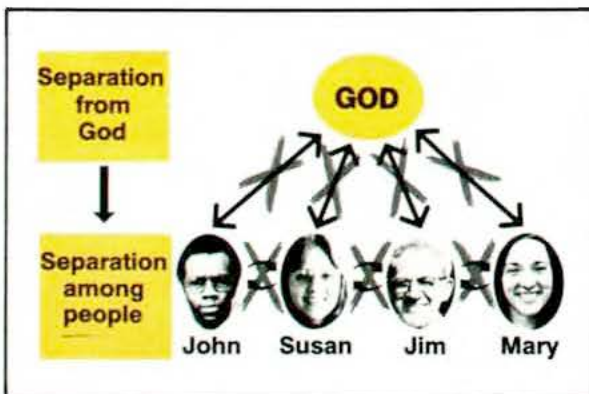 Separation
from
God
GOD
Separation
among
people
John Susan Jim Mary